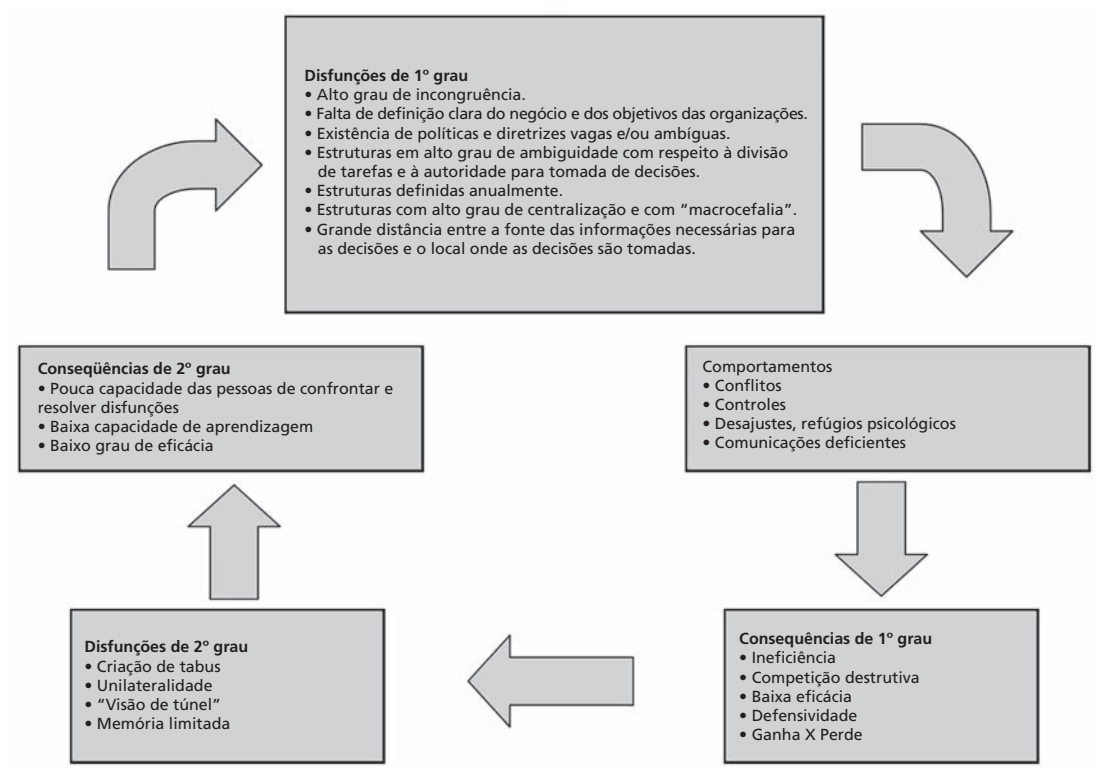 Disfunções de 1º grau
• Alto grau de incongruência.
• Falta de definição clara do negócio e dos objetivos das organizações.
• Existência de políticas e diretrizes vagas e/ou ambíguas.
• Estruturas em alto grau de ambiguidade com respeito à divisão
de tarefas e à autoridade para tomada de decisões.
• Estruturas definidas anualmente.
• Estruturas com alto grau de centralização e com “macrocefalia”.
• Grande distância entre a fonte das informações necessárias para
as decisões e o local onde as decisões são tomadas.
Comportamentos
• Conflitos
• Controles
• Desajustes, refúgios psicológicos
• Comunicações deficientes
Consequências de 1º grau
• Ineficiência
• Competição destrutiva
• Baixa eficácia
• Defensividade
• Ganha X Perde
Disfunções de 2º grau
• Criação de tabus
• Unilateralidade
• “Visão de túnel”
• Memória limitada
Conseqüências de 2º grau
• Pouca capacidade das pessoas de confrontar e
resolver disfunções
• Baixa capacidade de aprendizagem
• Baixo grau de eficácia